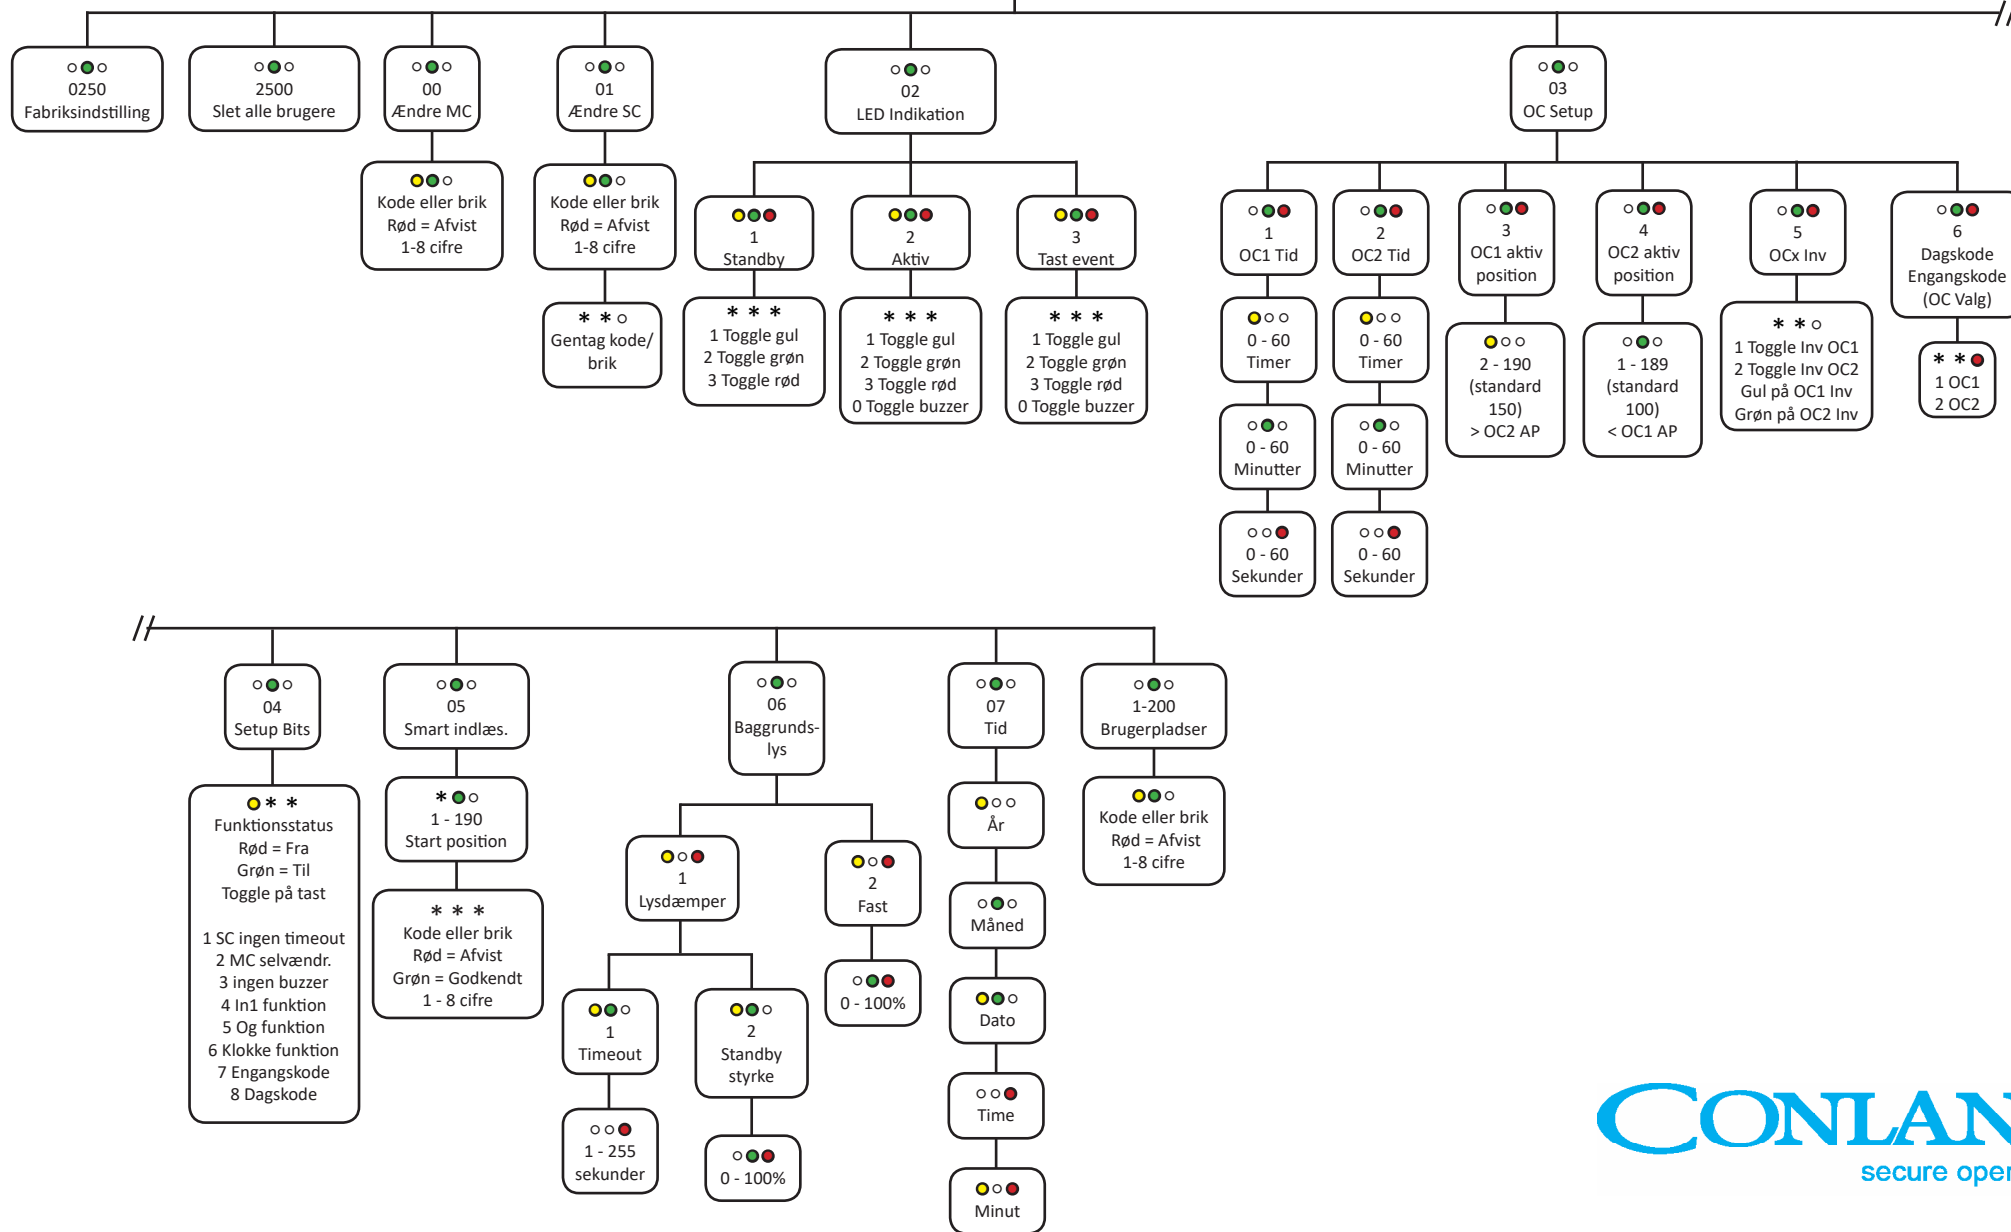 0250
Fabriksindstilling
2500
Slet alle brugere
00
Ændre MC
Kode eller brik
Rød = Afvist
1-8 cifre
01
Ændre SC
Kode eller brik
Rød = Afvist
1-8 cifre
* *
Gentag kode/
brik
02
LED Indikation
1
Standby
* * *
1 Toggle gul
2 Toggle grøn
3 Toggle rød
2
Aktiv
* * *
1 Toggle gul
2 Toggle grøn
3 Toggle rød
0 Toggle buzzer
3
Tast event
* * *
1 Toggle gul
2 Toggle grøn
3 Toggle rød
0 Toggle buzzer
03
OC Setup
1
OC1 Tid
0 - 60
Timer
0 - 60
Minutter
0 - 60
Sekunder
2
OC2 Tid
0 - 60
Timer
0 - 60
Minutter
0 - 60
Sekunder
3
OC1 aktiv
position
2 - 190
(standard
150)
> OC2 AP
4
OC2 aktiv
position
1 - 189
(standard
100)
< OC1 AP
5
OCx Inv
* *
1 Toggle Inv OC1
2 Toggle Inv OC2
Gul på OC1 Inv
Grøn på OC2 Inv
6
Dagskode
Engangskode
(OC Valg)
* *
1 OC1
2 OC2
04
Setup Bits
* *
Funktionsstatus
Rød = Fra
Grøn = Til
Toggle på tast
1 SC ingen timeout
2 MC selvændr.
3 ingen buzzer
4 In1 funktion
5 Og funktion
6 Klokke funktion
7 Engangskode
8 Dagskode
05
Smart indlæs.
*
1 - 190
Start position
* * *
Kode eller brik
Rød = Afvist
Grøn = Godkendt
1 - 8 cifre
06
Baggrunds-
lys
1
Lysdæmper
1
Timeout
1 - 255
sekunder
2
Standby
styrke
0 - 100%
2
Fast
0 - 100%
07
Tid
År
Måned
Dato
Time
Minut
1-200
Brugerpladser
Kode eller brik
Rød = Afvist
1-8 cifre
CONLAN
secure oper